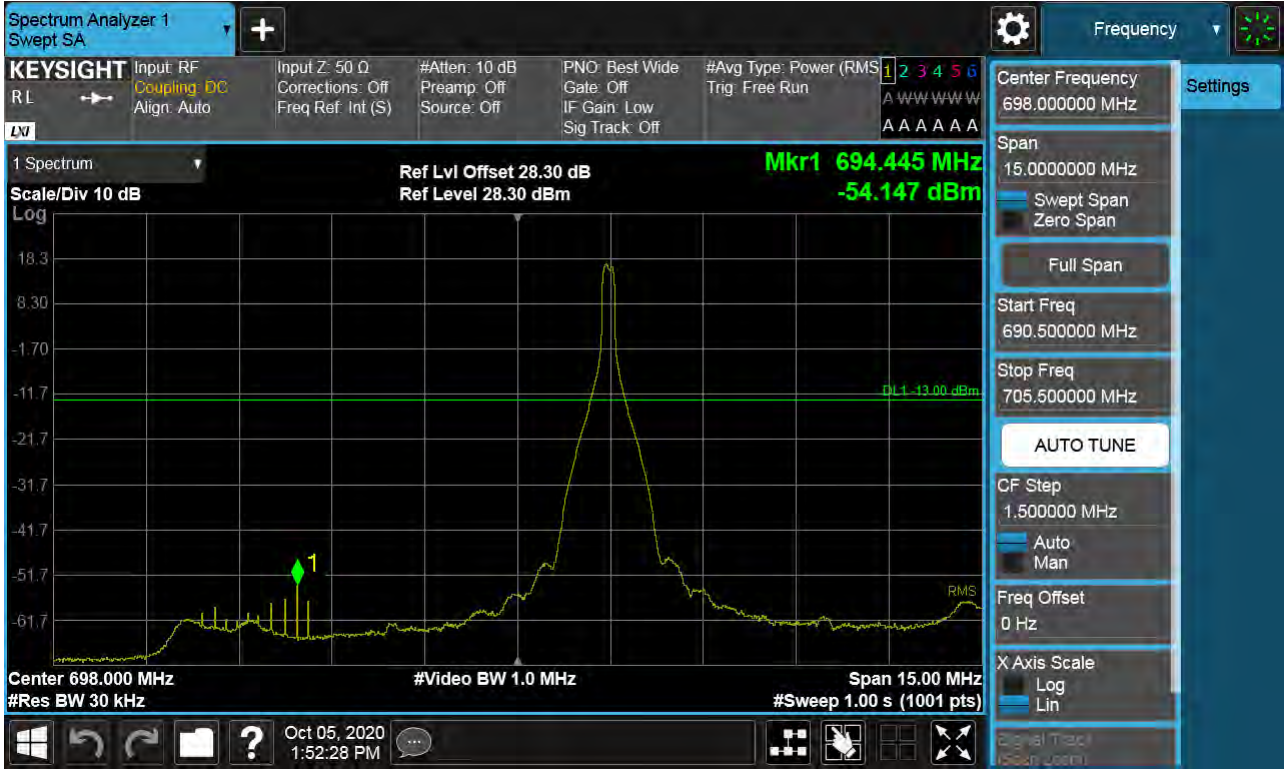 Spectrum Analyzer 1
Swept SA
Frequency
KEYSIGHT
RL
LXI
Input: RF
Coupling: DC
Align: Auto
Input Z: 50 Ω
Corrections: Off
Freq Ref: Int (S)
#Atten: 10 dB
Preamp: Off
Source: Off
PNO: Best Wide
Gate: Off
IF Gain: Low
Sig Track: Off
#Avg Type: Power (RMS
Trig: Free Run
1 2 3 4 5 6
A W W W W W
A A A A A A
1 Spectrum
Scale/Div 10 dB
Log
Ref Lvl Offset 28.30 dB
Ref Level 28.30 dBm
Mkr1 694.445 MHz
-54.147 dBm
18.3
8.30
-1.70
-11.7
-21.7
-31.7
-41.7
-51.7
-61.7
DL1 -13.00 dBm
1
RMS
Center 698.000 MHz
#Res BW 30 kHz
#Video BW 1.0 MHz
Span 15.00 MHz
#Sweep 1.00 s (1001 pts)
Oct 05, 2020
1:52:28 PM
Center Frequency
698.000000 MHz
Span
15.0000000 MHz
Swept Span
Zero Span
Full Span
Start Freq
690.500000 MHz
Stop Freq
705.500000 MHz
AUTO TUNE
CF Step
1.500000 MHz
Auto
Man
Freq Offset
0 Hz
X Axis Scale
Log
Lin
Signal Track
(Span Zoom)
Settings